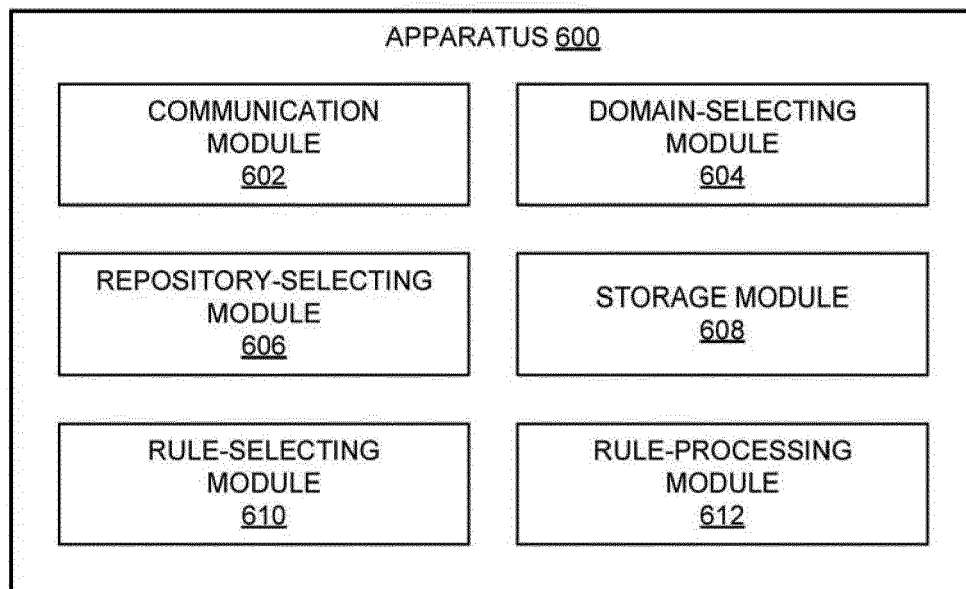 APPARATUS 600
COMMUNICATION
MODULE
602
DOMAIN-SELECTING
MODULE
604
REPOSITORY-SELECTING
MODULE
606
STORAGE MODULE
608
RULE-SELECTING
MODULE
610
RULE-PROCESSING
MODULE
612